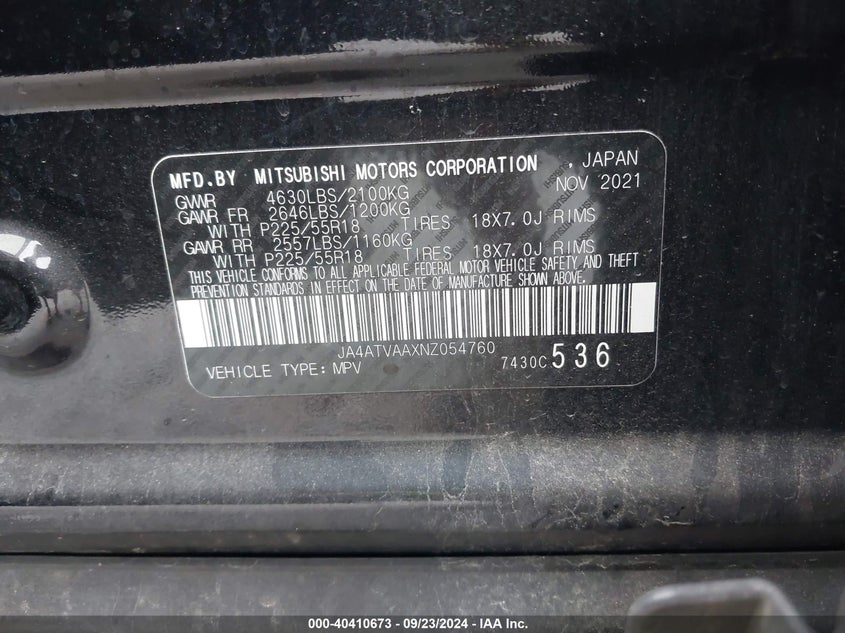 MFD.BY MITSUBISHI MOTORS CORPORATION , JAPAN
GVWR 4630LBS/2100KG NOV 2021
GAWR FR 2646LBS/1200KG
WITH P225/55R18 TIRES 18X7.0J RIMS
GAWR RR 2557LBS/1160KG
WITH P225/55R18 TIRES 18X7.0J RIMS
THIS VEHICLE CONFORMS TO ALL APPLICABLE FEDERAL MOTOR VEHICLE SAFETY AND THEFT
PREVENTION STANDARDS IN EFFECT ON THE DATE OF MANUFACTURE SHOWN ABOVE.
JA4ATVAAXNZ054760
VEHICLE TYPE: MPV 7430C536
000-40410673 - 09/23/2024 - IAA Inc.